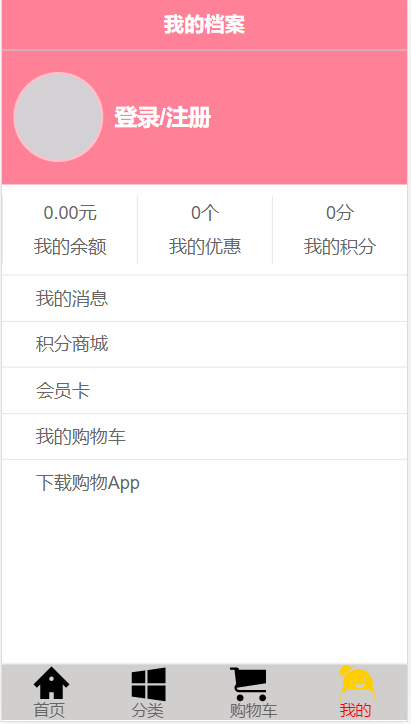 我的档案
登录/注册
0.00元 0个 0分
我的余额 我的优惠 我的积分
我的消息
积分商城
会员卡
我的购物车
下载购物App
首页 分类 购物车 我的